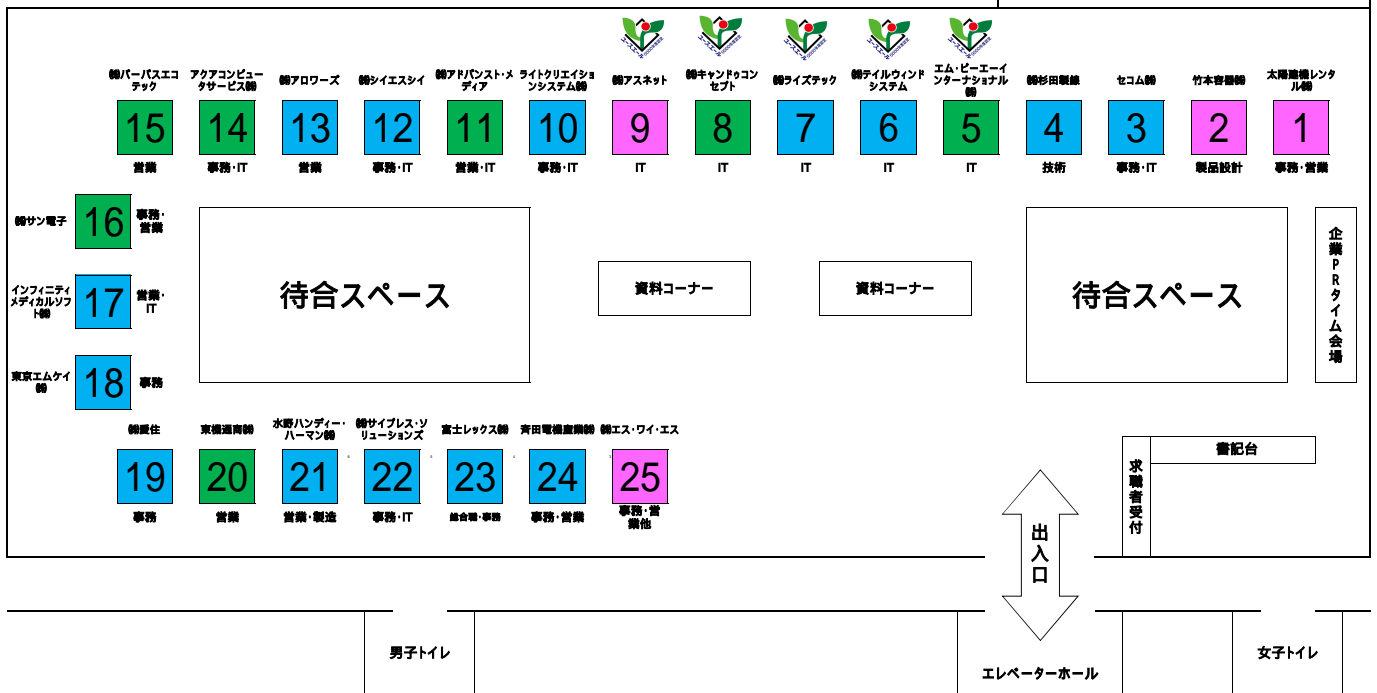 ㈱パーパスエコ
テック
アクアコンピュー
タサービス㈱
㈱アロワーズ
㈱シイエスシイ
㈱アドバンスト・メ
ディア
ライトクリエイショ
ンシステム㈱
㈱アスネット
㈱キャンドゥコン
セプト
㈱ライズテック
㈱テイルウィンド
システム
エム・ピーエーイ
ンターナショナル
㈱
㈱杉田製線
セコム㈱
竹本容器㈱
太陽建機レンタ
ル㈱
15
14
13
12
11
10
9
8
7
6
5
4
3
2
1
営業
事務・IT
営業
事務・IT
営業・IT
事務・IT
IT
IT
IT
IT
IT
技術
事務・IT
製品設計
事務・営業
㈱サン電子
16
事務・
営業
インフィニティ
メディカルソフ
ト㈱
17
営業・
IT
東京エムケイ
㈱
18
事務
待合スペース
資料コーナー
資料コーナー
待合スペース
企業PRタイム会場
㈱愛住
東機通商㈱
水野ハンディー・
ハーマン㈱
㈱サイプレス・ソ
リューションズ
富士レックス㈱
斉田電機産業㈱
㈱エス・ワイ・エス
19
20
21
22
23
24
25
事務
営業
営業・製造
事務・IT
総合職・事務
事務・営業
事務・営
業他
出入口
求職者受付
書記台
男子トイレ
エレベーターホール
女子トイレ